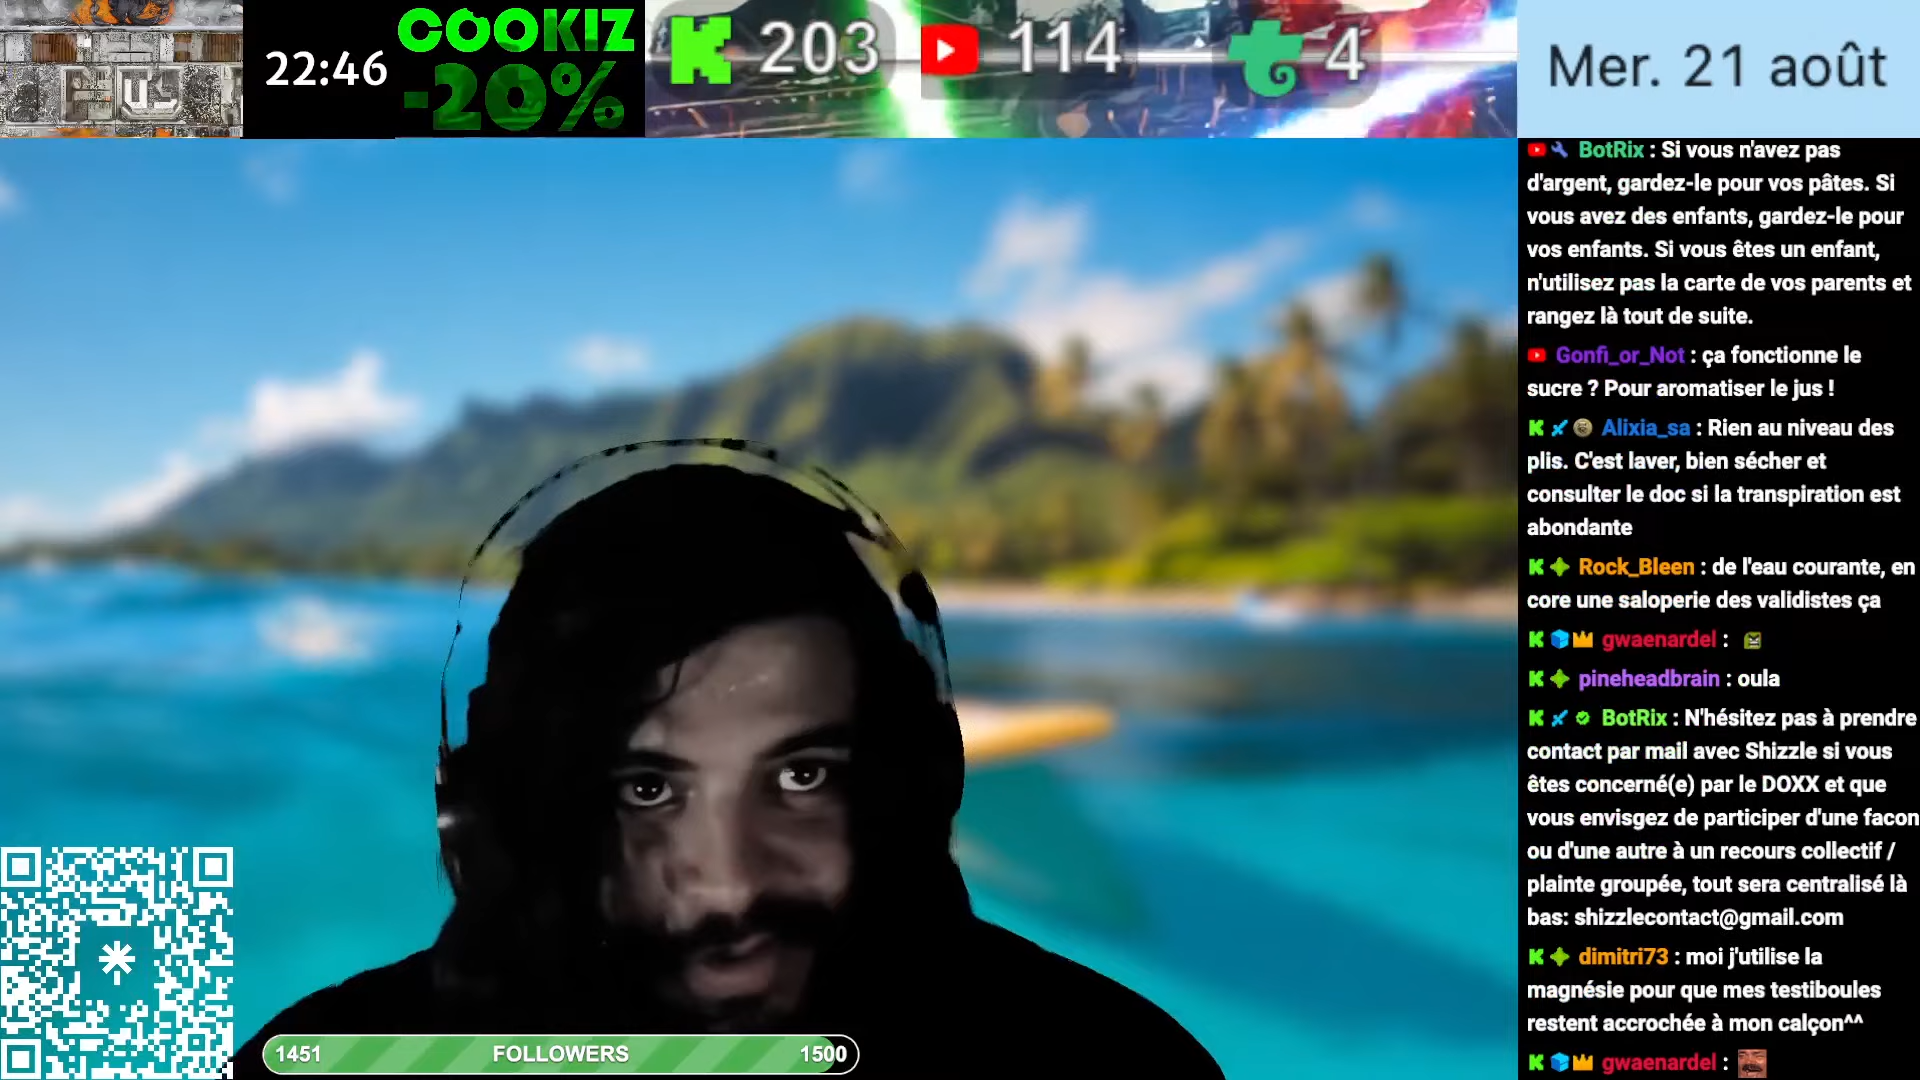 22:46
COOKIZ
-20%
203
114
4
Mer. 21 août
BotRix : Si vous n'avez pas
d'argent, gardez-le pour vos pâtes. Si
vous avez des enfants, gardez-le pour
vos enfants. Si vous êtes un enfant,
n'utilisez pas la carte de vos parents et
rangez là tout de suite.
Gonfi_or_Not : ça fonctionne le
sucre ? Pour aromatiser le jus !
Alixia_sa : Rien au niveau des
plis. C'est laver, bien sécher et
consulter le doc si la transpiration est
abondante
Rock_Bleen : de l'eau courante, en
core une saloperie des validistes ça
gwaenardel :
pineheadbrain : oula
BotRix : N'hésitez pas à prendre
contact par mail avec Shizzle si vous
êtes concerné(e) par le DOXX et que
vous envisgez de participer d'une facon
ou d'une autre à un recours collectif /
plainte groupée, tout sera centralisé là
bas: shizzlecontact@gmail.com
dimitri73 : moi j'utilise la
magnésie pour que mes testiboules
restent accrochée à mon calçon^^
gwaenardel :
1451 FOLLOWERS 1500